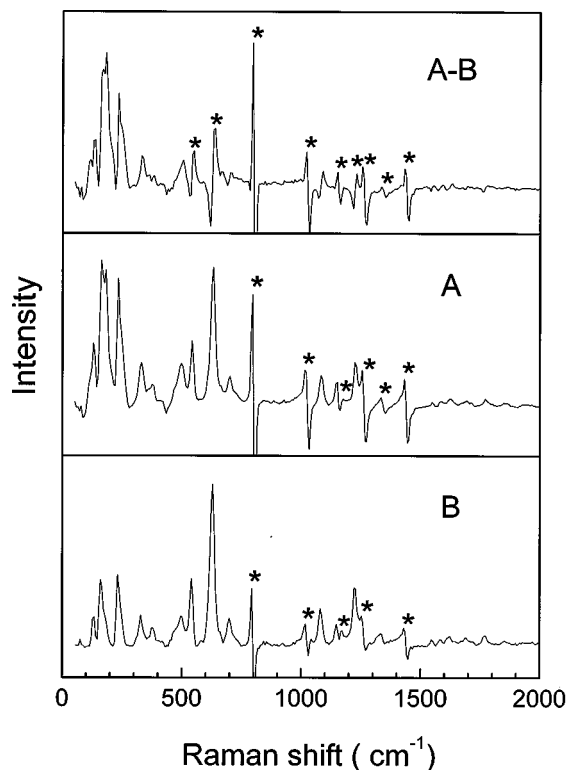 *
A-B
* * * * * * * *
Intensity
A
* * * * * *
B
* * * * *
0 500 1000 1500 2000
Raman shift ( cm-1)